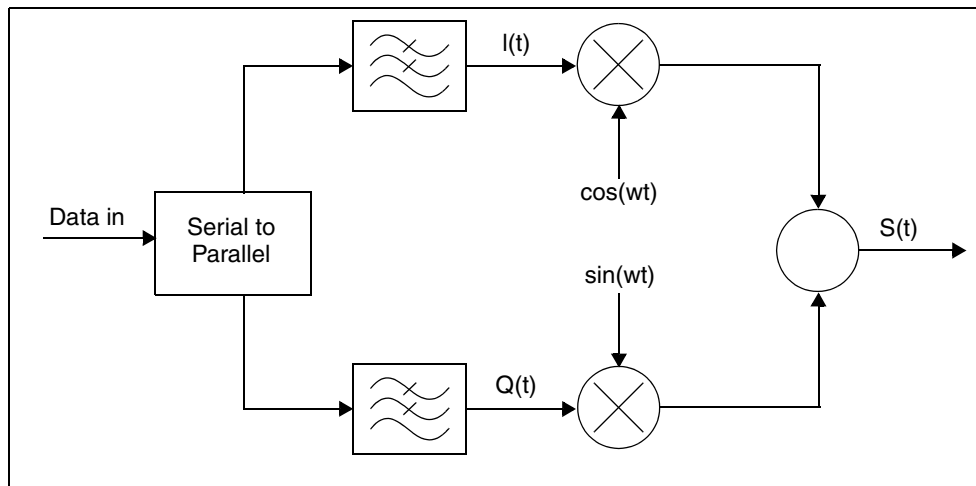 I(t)
cos(wt)
Data in
Serial to
Parallel
S(t)
sin(wt)
Q(t)